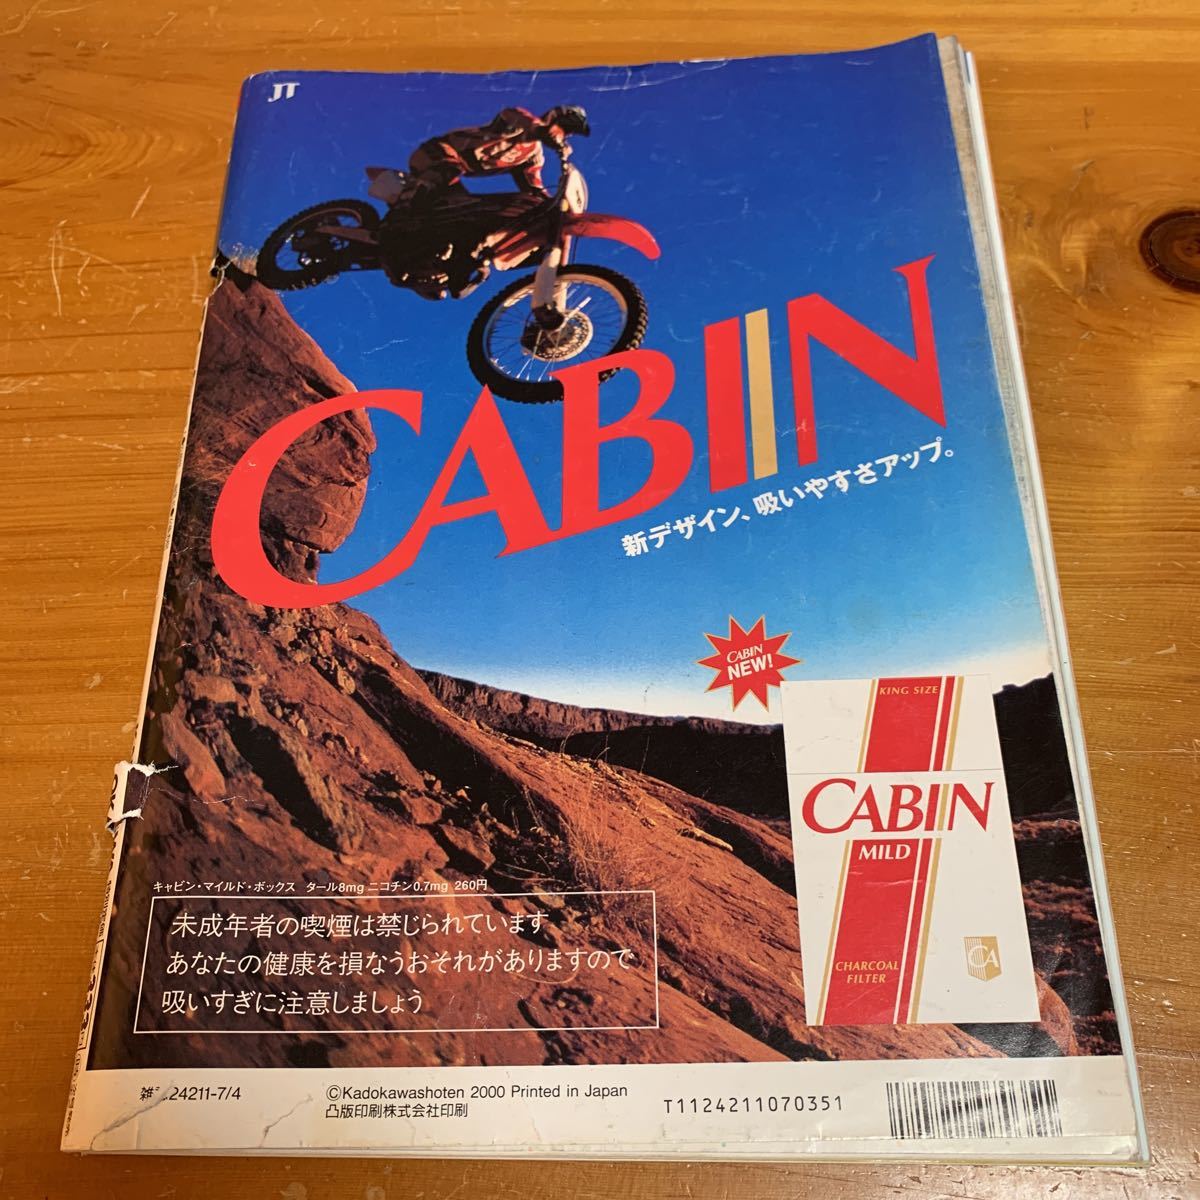 JT
CABIN
新デザイン、吸いやすさアップ。
CABIN
NEW!
KING SIZE
CABIN
MILD
CHARCOAL
FILTER
CA
キャビン・マイルド・ボックス タール8mg ニコチン0.7mg 260円
未成年者の喫煙は禁じられています
あなたの健康を損なうおそれがありますので
吸いすぎに注意しましょう
雑 24211-7/4
©Kadokawashoten 2000 Printed in Japan
凸版印刷株式会社印刷
T1124211070351